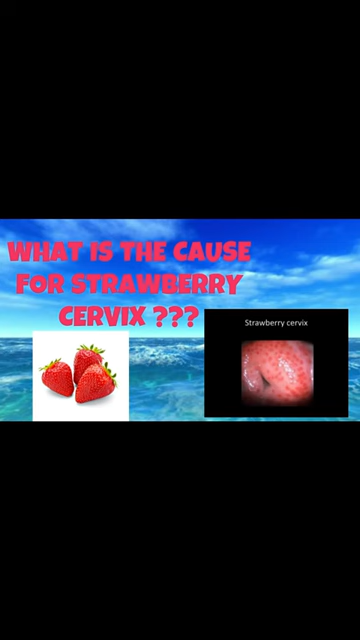 WHAT IS THE CAUSE
FOR STRAWBERRY
CERVIX ???
Strawberry cervix